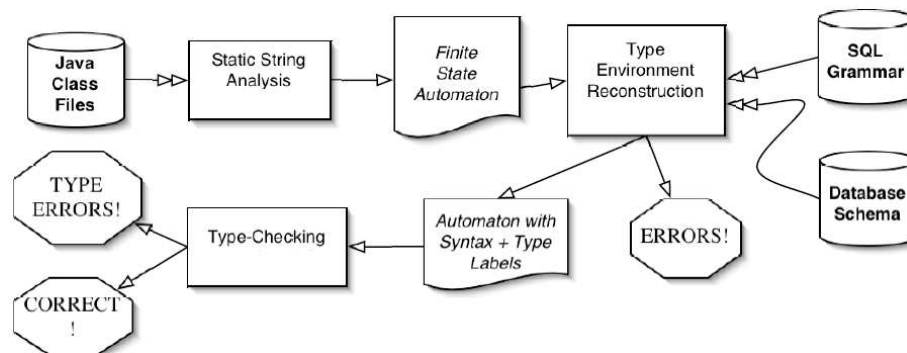 Java
Class
Files
Static String
Analysis
Finite
State
Automaton
Type
Environment
Reconstruction
SQL
Grammar
TYPE
ERRORS!
Type-Checking
Automaton with
Syntax + Type
Labels
ERRORS!
Database
Schema
CORRECT
!